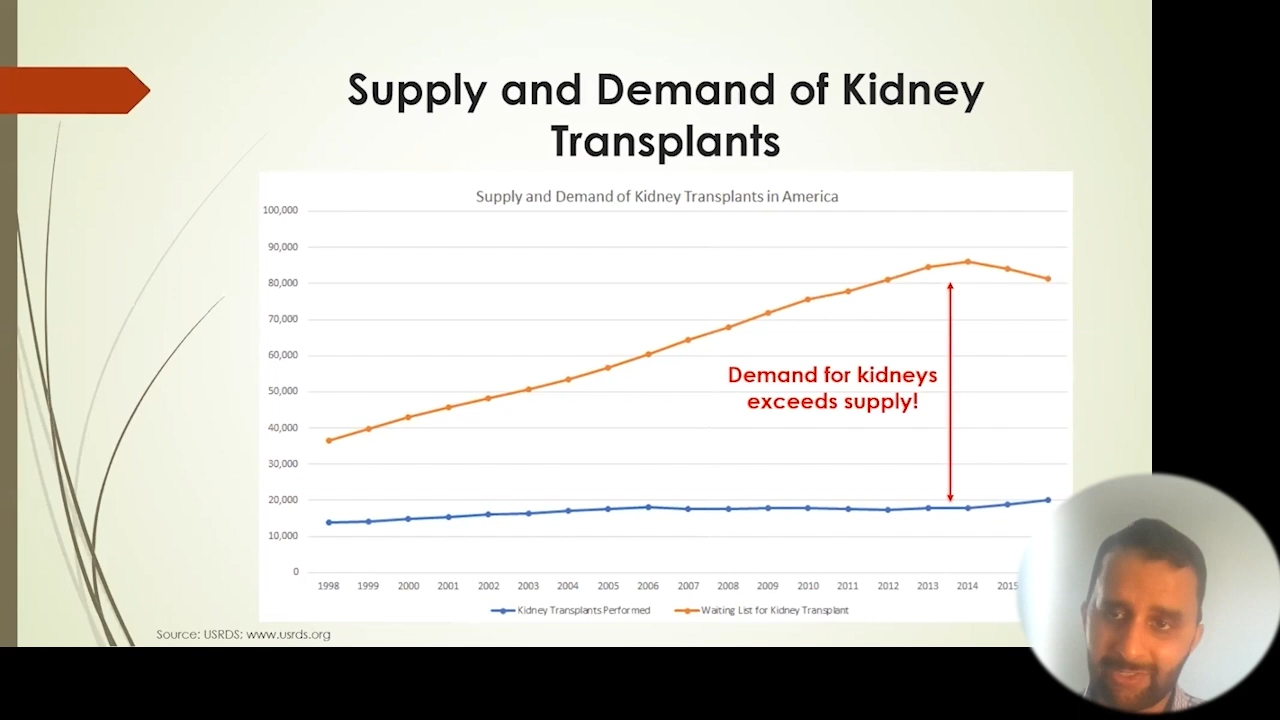 Supply and Demand of Kidney
Transplants
Supply and Demand of Kidney Transplants in America
100,000
90,000
80,000
70,000
60,000
50,000
40,000
30,000
20,000
10,000
0
Demand for kidneys
exceeds supply!
1998 1999 2000 2001 2002 2003 2004 2005 2006 2007 2008 2009 2010 2011 2012 2013 2014 2015
Kidney Transplants Performed Waiting List for Kidney Transplant
Source: USRDS; www.usrds.org